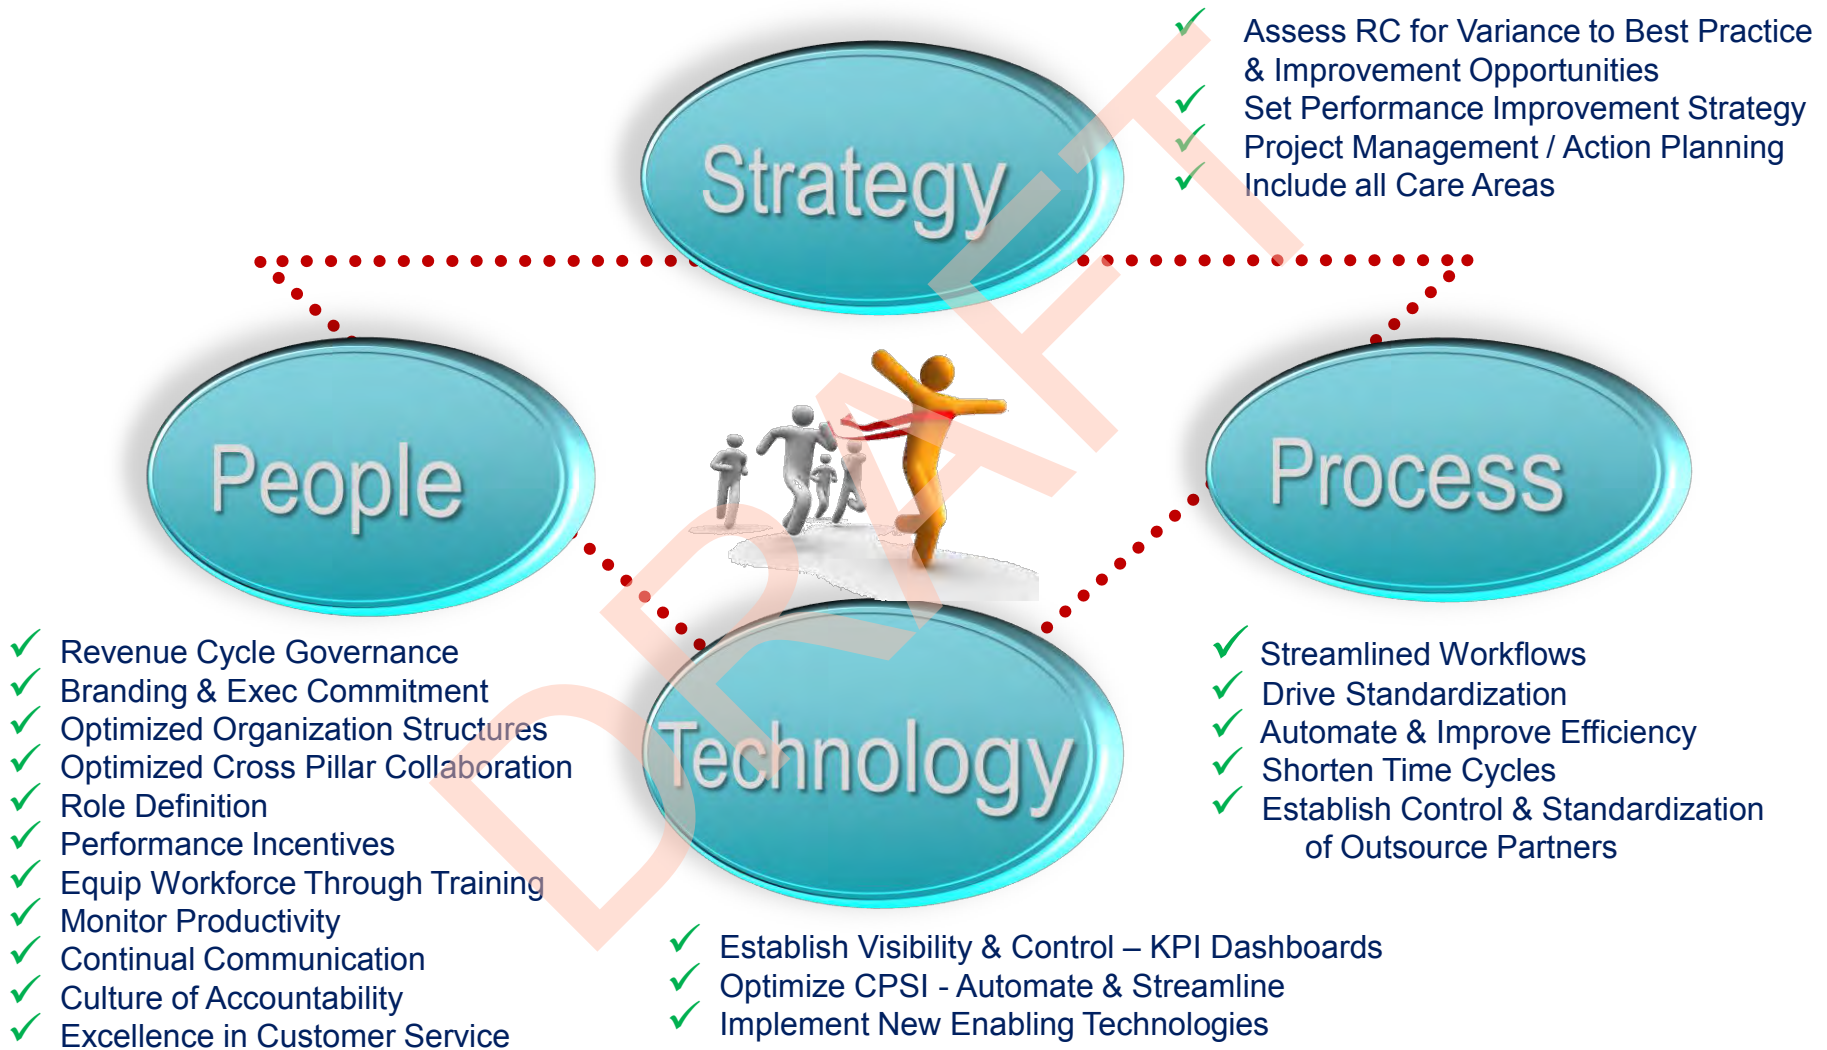 Strategy
Assess RC for Variance to Best Practice
& Improvement Opportunities
Set Performance Improvement Strategy
Project Management / Action Planning
Include all Care Areas
People
Process
Technology
Revenue Cycle Governance
Branding & Exec Commitment
Optimized Organization Structures
Optimized Cross Pillar Collaboration
Role Definition
Performance Incentives
Equip Workforce Through Training
Monitor Productivity
Continual Communication
Culture of Accountability
Excellence in Customer Service
Streamlined Workflows
Drive Standardization
Automate & Improve Efficiency
Shorten Time Cycles
Establish Control & Standardization
of Outsource Partners
Establish Visibility & Control – KPI Dashboards
Optimize CPSI - Automate & Streamline
Implement New Enabling Technologies
DRAFT